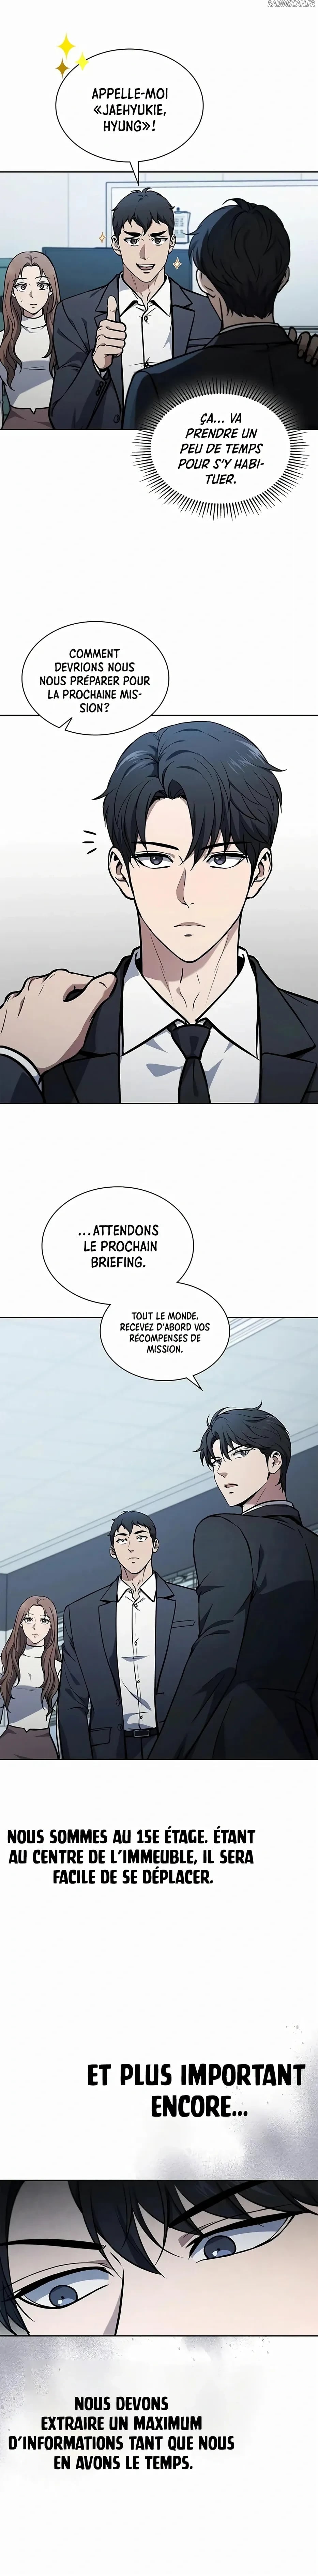 RABINSCAN.FR
APPELLE-MOI
«JAEHYUKIE,
HYUNG»!
ÇA... VA
PRENDRE UN
PEU DE TEMPS
POUR S'Y HABI-
TUER.
COMMENT
DEVRIONS NOUS
NOUS PRÉPARER POUR
LA PROCHAINE MIS-
SION?
...ATTENDONS
LE PROCHAIN
BRIEFING.
TOUT LE MONDE,
RECEVEZ D'ABORD VOS
RÉCOMPENSES DE
MISSION.
NOUS SOMMES AU 15E ÉTAGE. ÉTANT
AU CENTRE DE L'IMMEUBLE, IL SERA
FACILE DE SE DÉPLACER.
ET PLUS IMPORTANT
ENCORE...
NOUS DEVONS
EXTRAIRE UN MAXIMUM
D'INFORMATIONS TANT QUE NOUS
EN AVONS LE TEMPS.